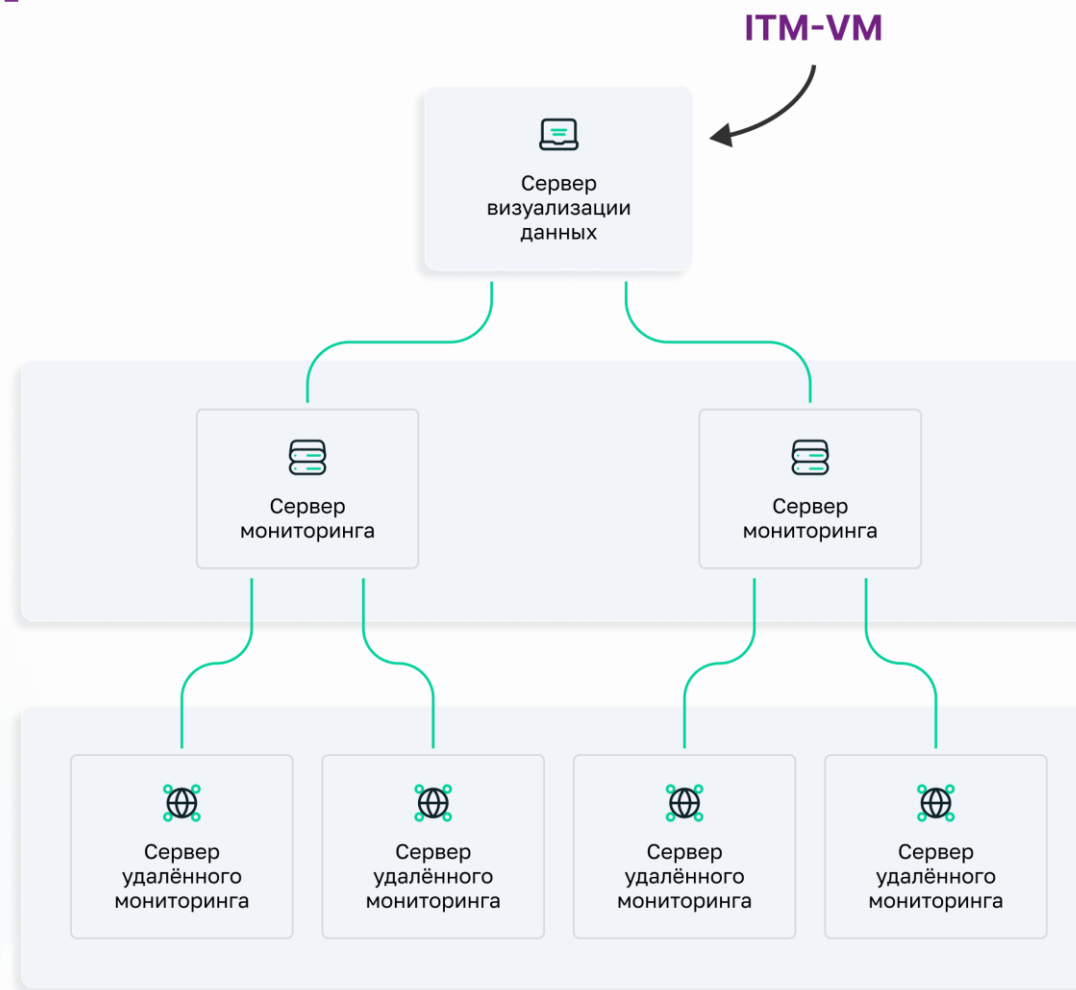 ITM-VM
Сервер
визуализации
данных
Сервер
мониторинга
Сервер
мониторинга
Сервер
удалённого
мониторинга
Сервер
удалённого
мониторинга
Сервер
удалённого
мониторинга
Сервер
удалённого
мониторинга